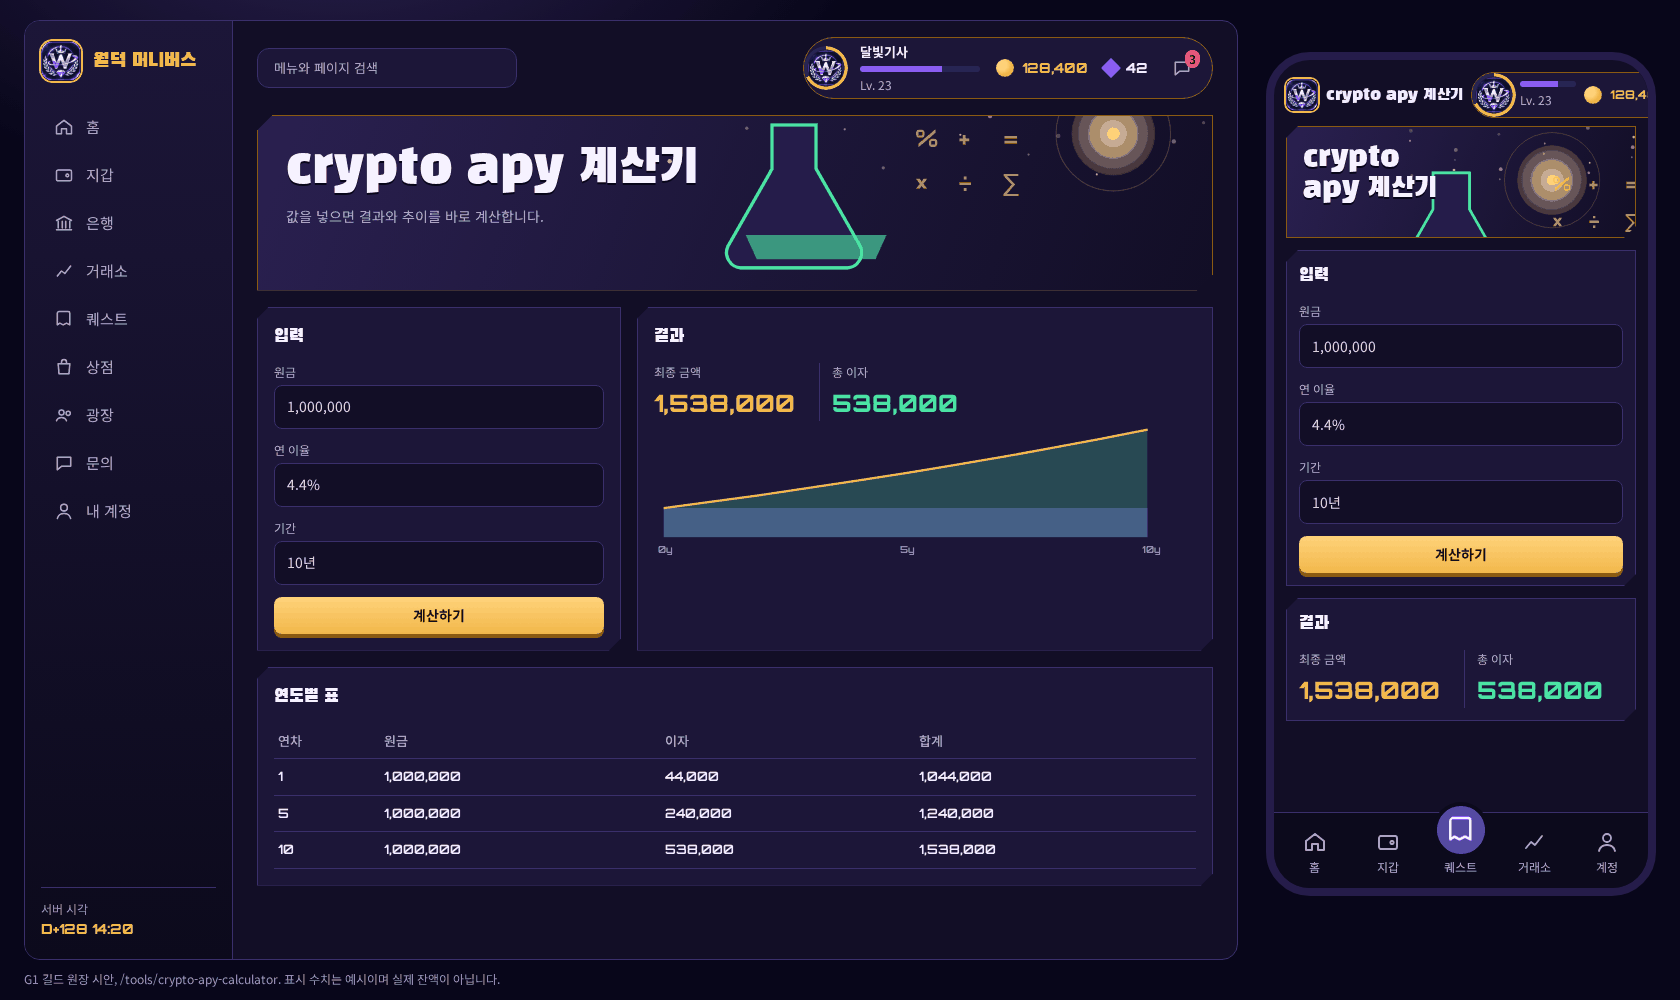 원덕 머니버스
홈
지갑
은행
거래소
퀘스트
상점
광장
문의
내 계정
서버 시각
D+128 14:20
메뉴와 페이지 검색
W
달빛기사
Lv. 23
128,400
42
3
crypto apy 계산기
값을 넣으면 결과와 추이를 바로 계산합니다.
% + =
x ÷ ∑
입력
원금
1,000,000
연 이율
4.4%
기간
10년
계산하기
결과
최종 금액
1,538,000
총 이자
538,000
0y 5y 10y
연도별 표
연차 원금 이자 합계
1 1,000,000 44,000 1,044,000
5 1,000,000 240,000 1,240,000
10 1,000,000 538,000 1,538,000
G1 길드 원장 시안, /tools/crypto-apy-calculator. 표시 수치는 예시이며 실제 잔액이 아닙니다.
W
crypto apy 계산기
W
Lv. 23
128,4
crypto
apy 계산기
% + =
x ÷ ∑
입력
원금
1,000,000
연 이율
4.4%
기간
10년
계산하기
결과
최종 금액
1,538,000
총 이자
538,000
홈
지갑
퀘스트
거래소
계정